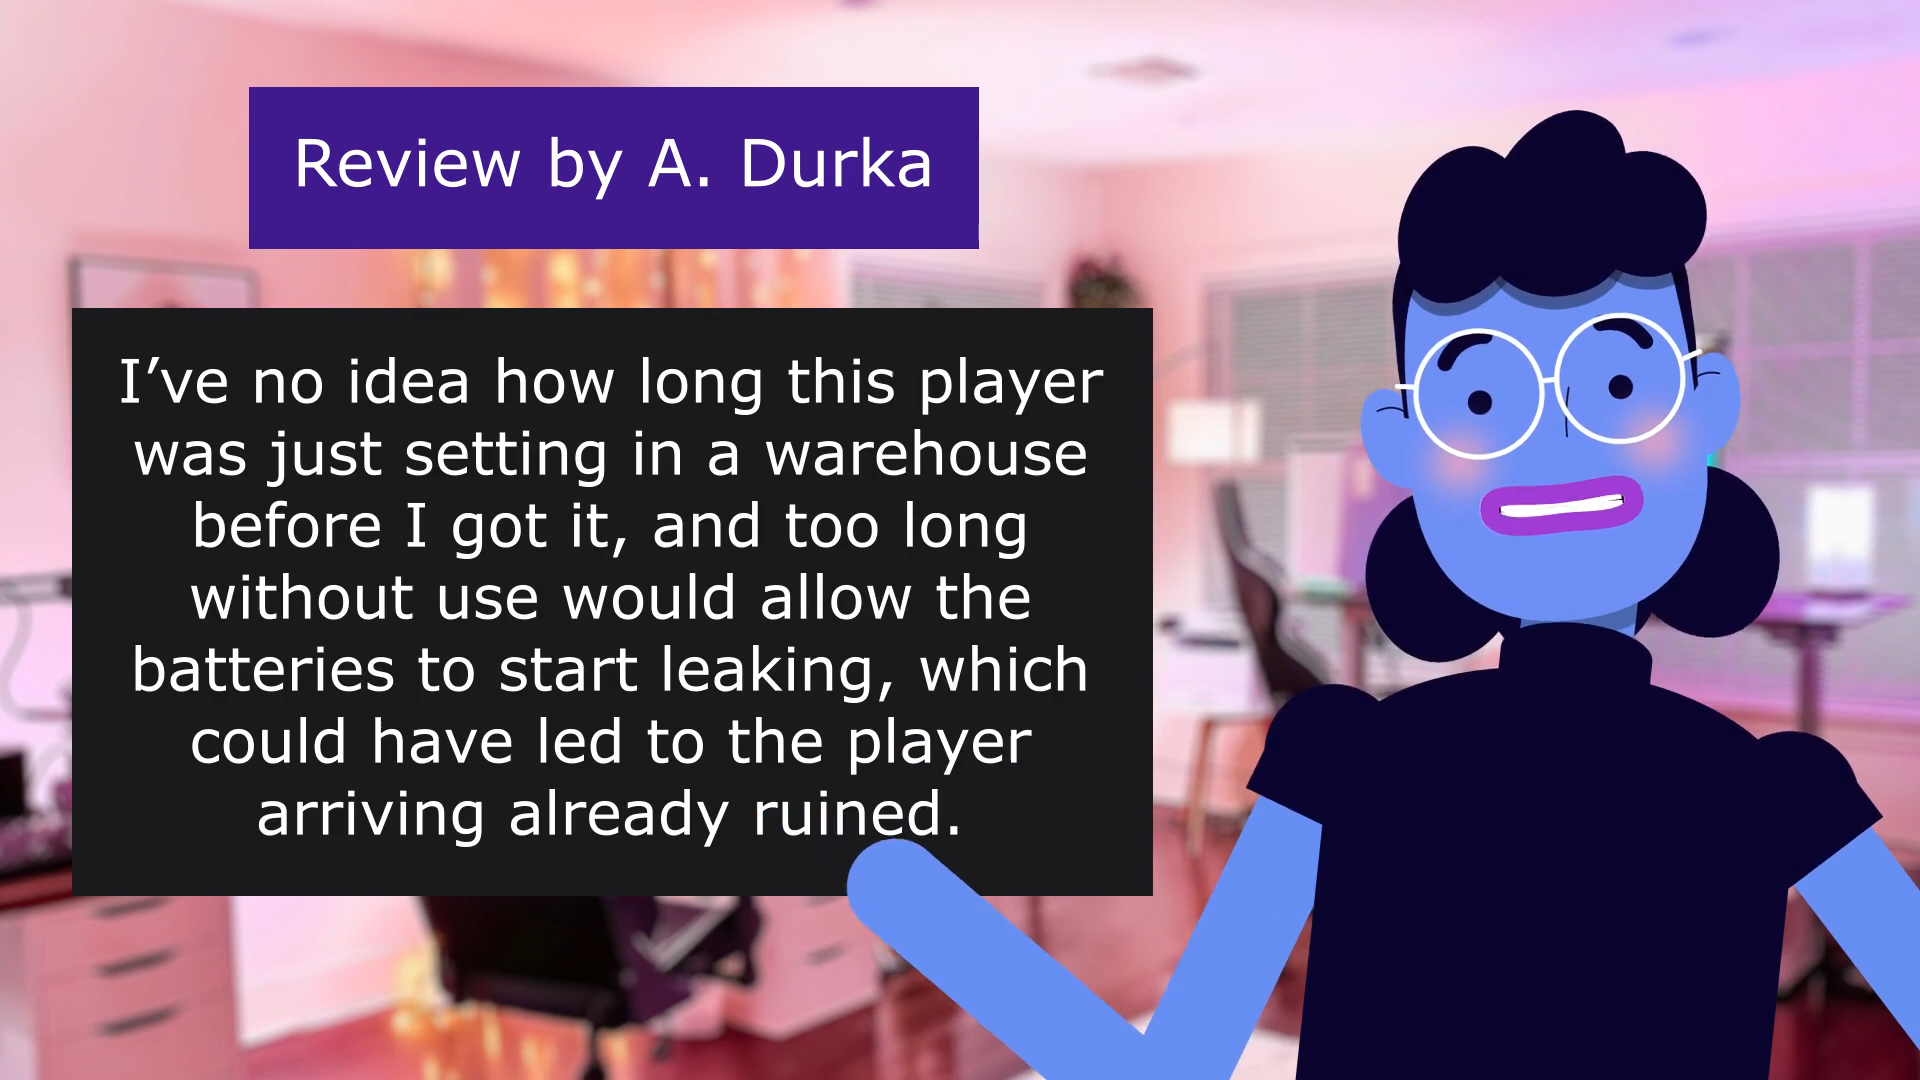 Review by A. Durka
I’ve no idea how long this player
was just setting in a warehouse
before I got it, and too long
without use would allow the
batteries to start leaking, which
could have led to the player
arriving already ruined.